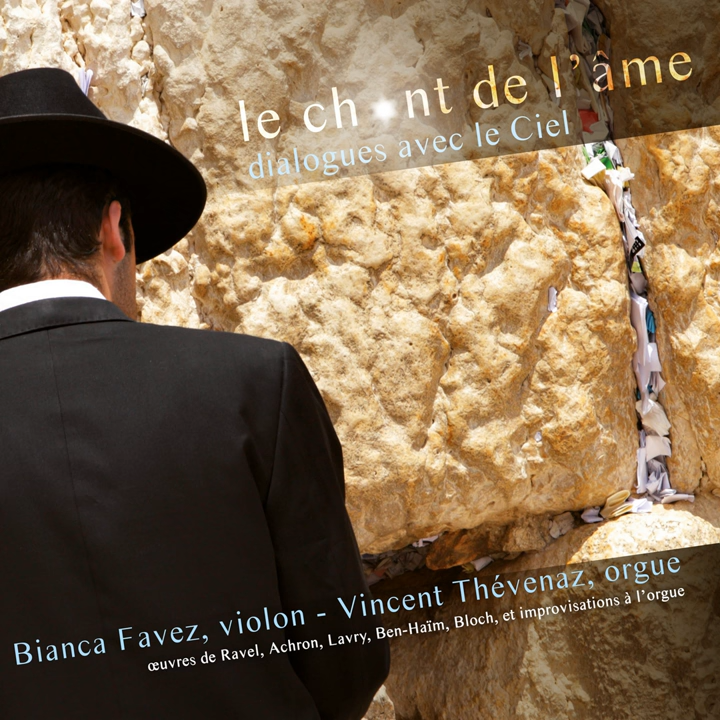 le chant de l'âme
dialogues avec le Ciel
Bianca Favez, violon - Vincent Thévenaz, orgue
œuvres de Ravel, Achron, Lavry, Ben-Haïm, Bloch, et improvisations à l'orgue